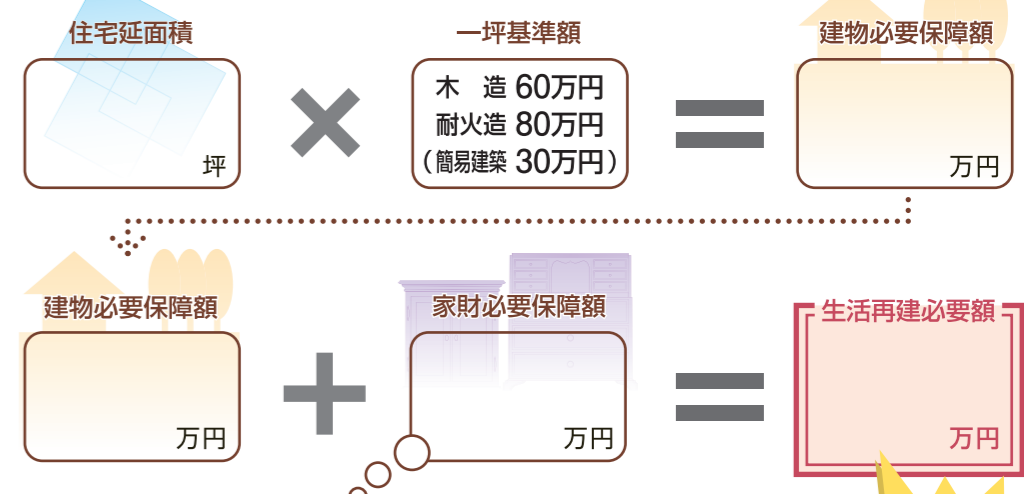 住宅延面積
坪
一坪基準額
木　造 60万円
耐火造 80万円
（簡易建築 30万円）
建物必要保障額
万円
建物必要保障額
万円
家財必要保障額
万円
生活再建必要額
万円